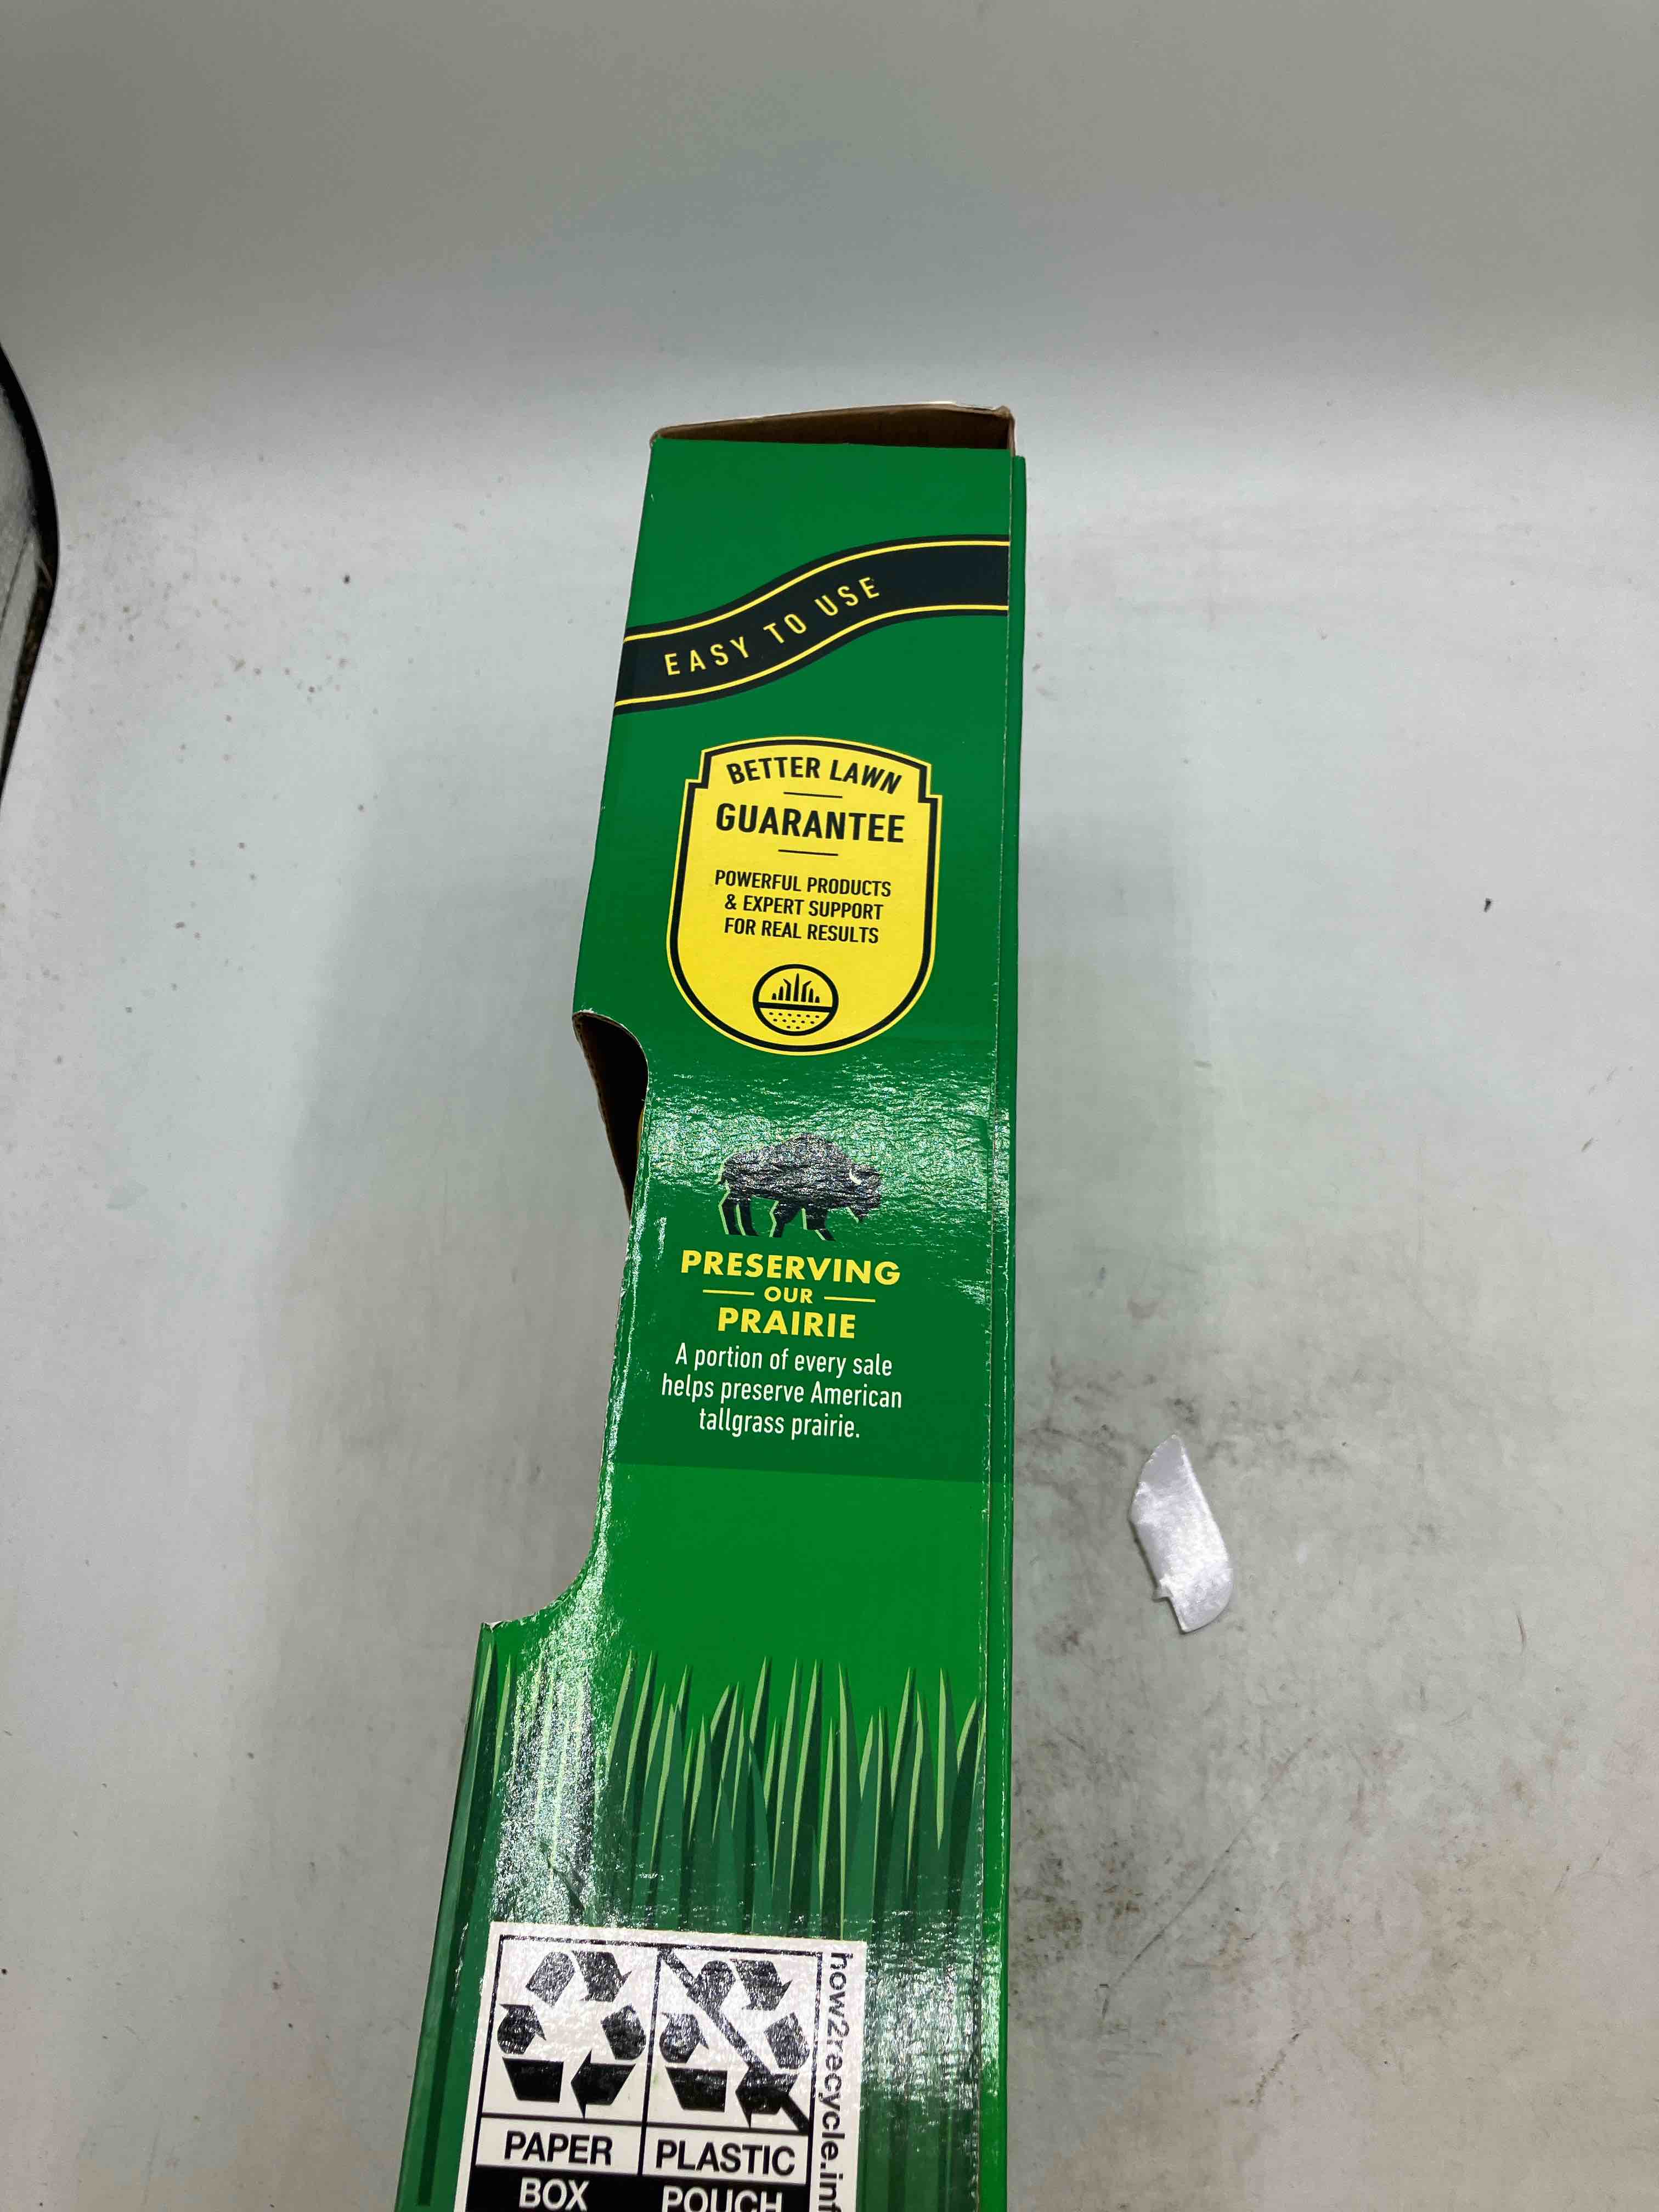 EASY TO USE
BETTER LAWN
GUARANTEE
POWERFUL PRODUCTS
& EXPERT SUPPORT
FOR REAL RESULTS
PRESERVING
OUR
PRAIRIE
A portion of every sale
helps preserve American
tallgrass prairie.
PAPER
BOX
PLASTIC
POUCH
how2recycle.inf